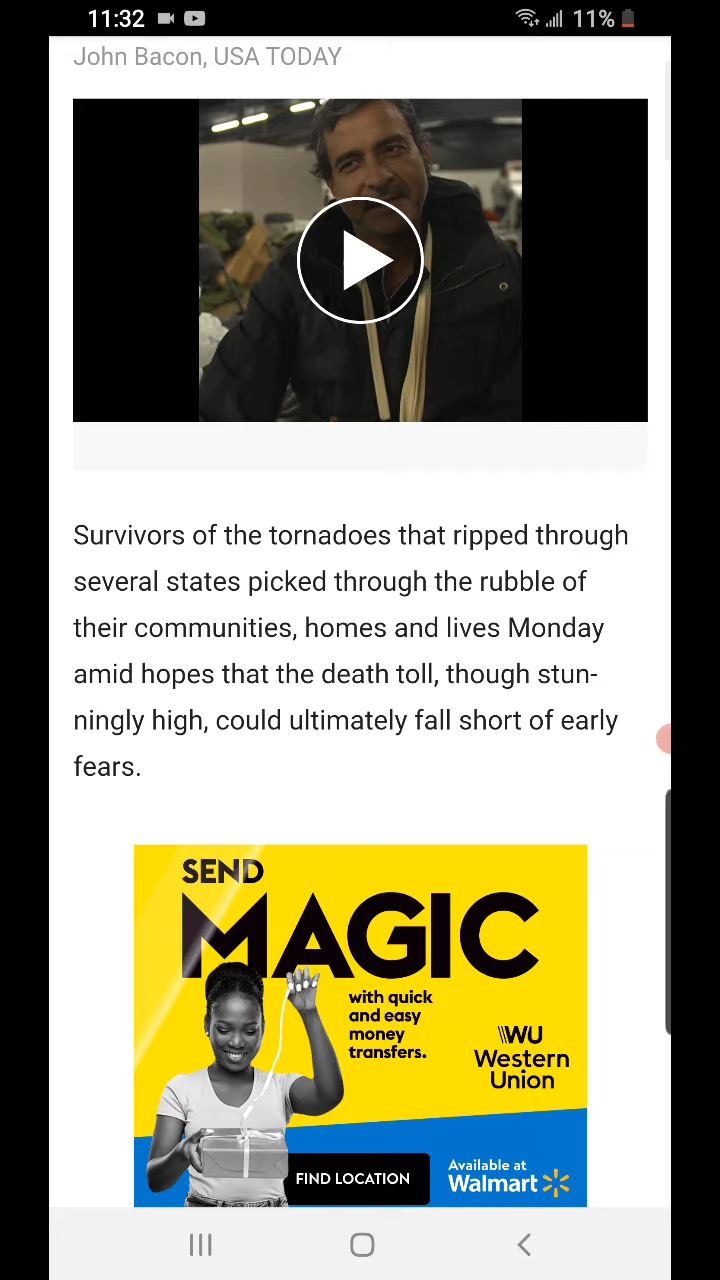 11:32
11%
John Bacon, USA TODAY
Survivors of the tornadoes that ripped through
several states picked through the rubble of
their communities, homes and lives Monday
amid hopes that the death toll, though stun-
ningly high, could ultimately fall short of early
fears.
SEND
MAGIC
with quick
and easy
money
transfers.
WU
Western
Union
FIND LOCATION
Available at
Walmart